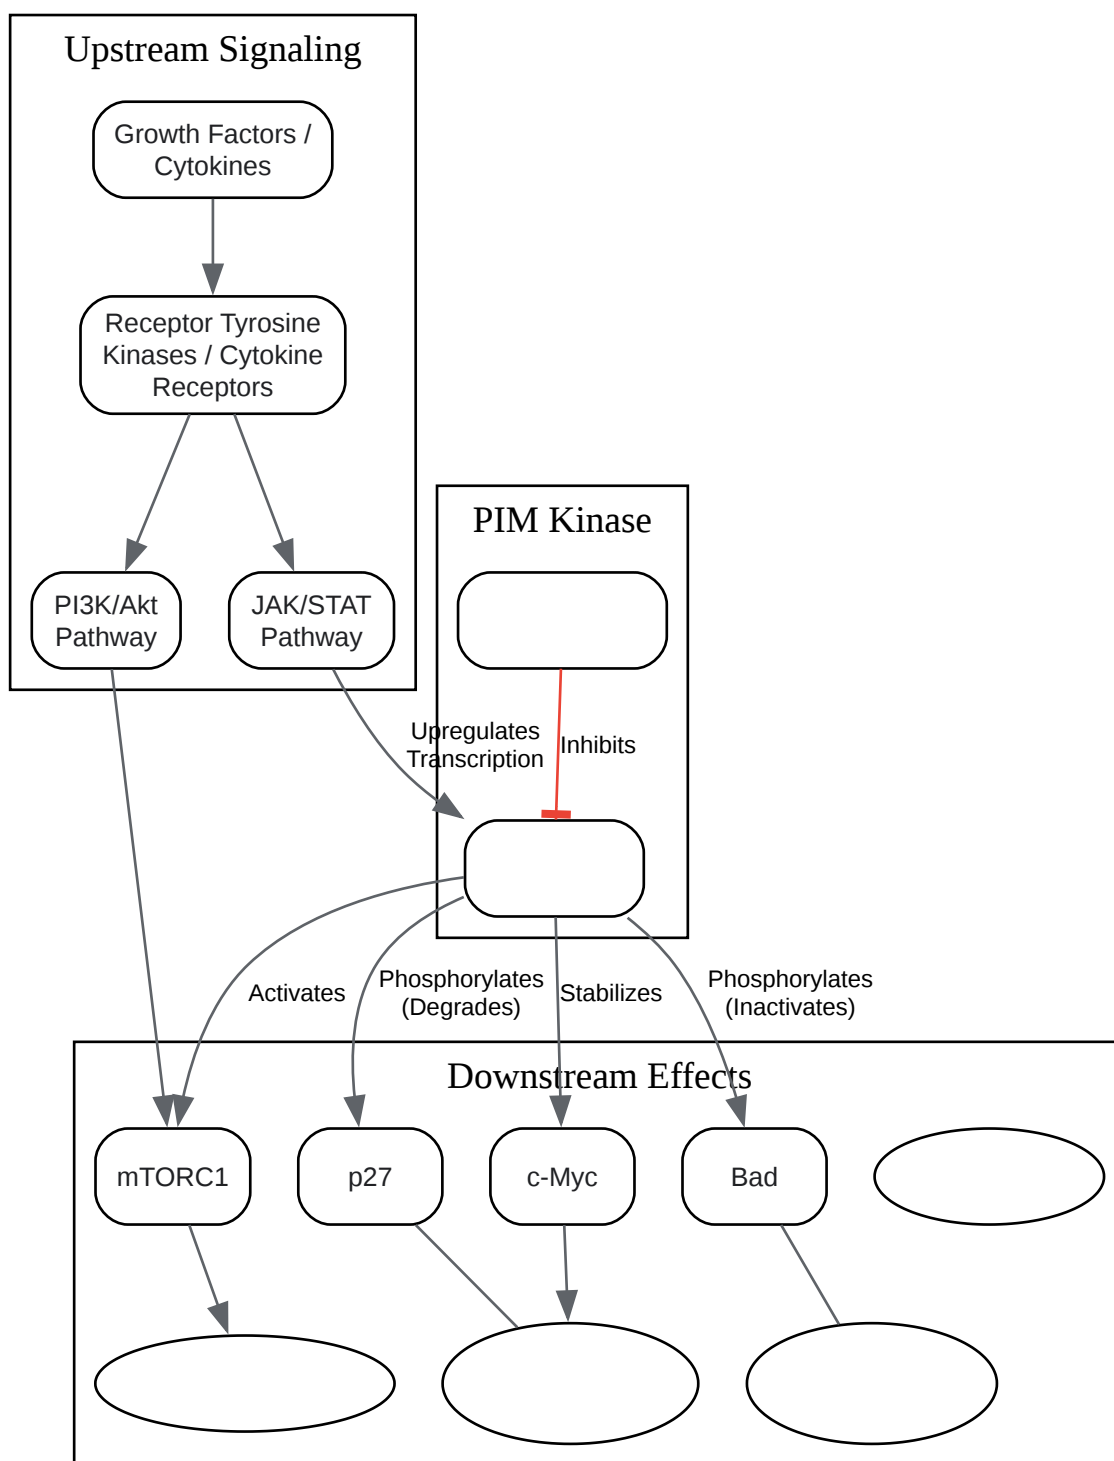 Upstream Signaling
Growth Factors /
Cytokines
Receptor Tyrosine
Kinases / Cytokine
Receptors
PI3K/Akt
Pathway
JAK/STAT
Pathway
PIM Kinase
Upregulates
Transcription
Inhibits
Activates
Phosphorylates
(Degrades)
Stabilizes
Phosphorylates
(Inactivates)
Downstream Effects
mTORC1
p27
c-Myc
Bad